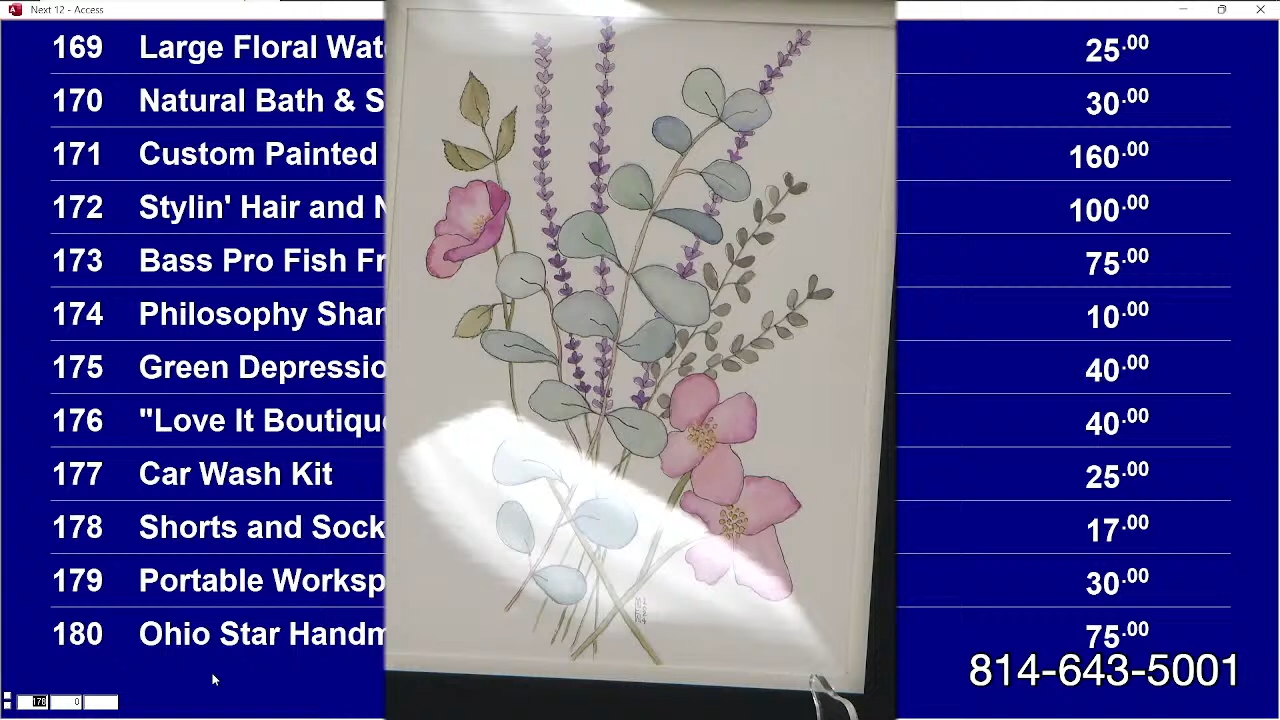 Next 12 - Access
169 Large Floral Wat 25.00
170 Natural Bath & S 30.00
171 Custom Painted 160.00
172 Stylin' Hair and N 100.00
173 Bass Pro Fish Fr 75.00
174 Philosophy Shar 10.00
175 Green Depressio 40.00
176 "Love It Boutique 40.00
177 Car Wash Kit 25.00
178 Shorts and Sock 17.00
179 Portable Worksp 30.00
180 Ohio Star Handm 75.00
814-643-5001
178 0